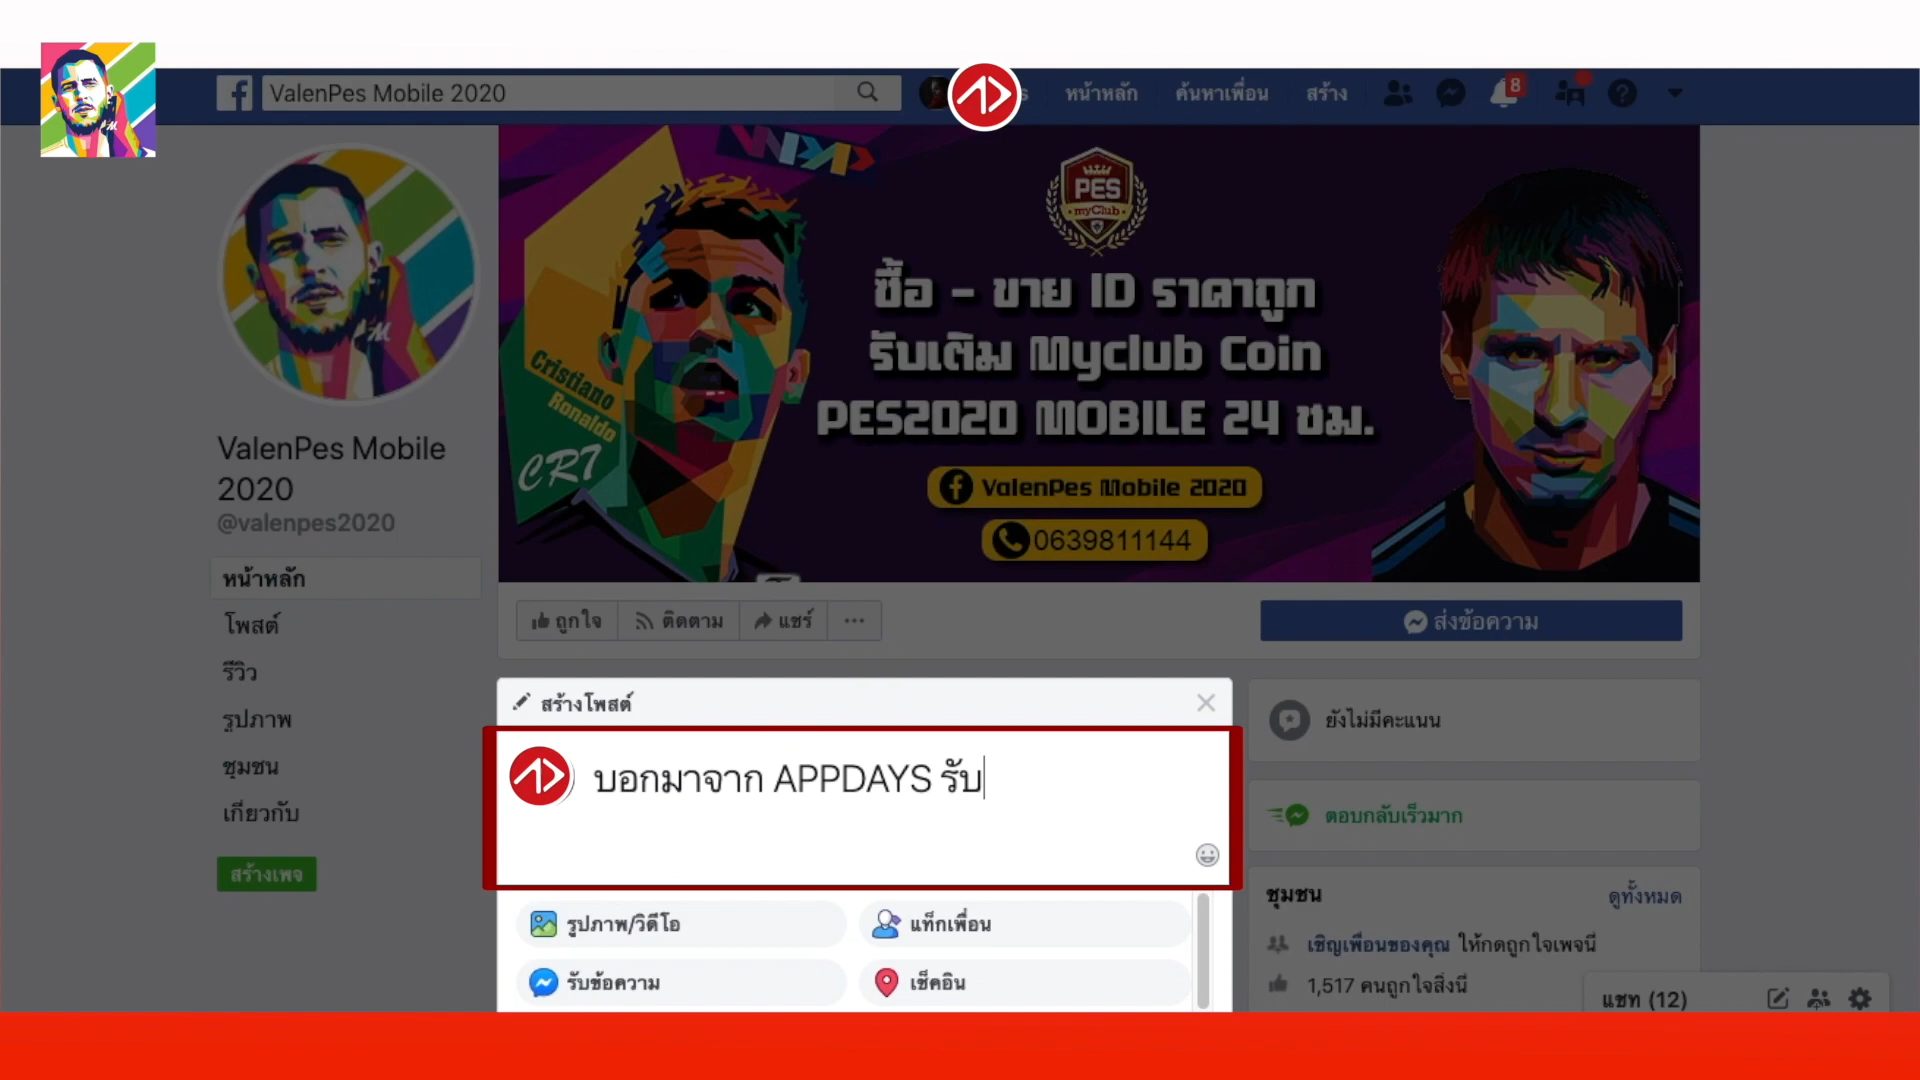 ValenPes Mobile 2020
s
หน้าหลัก
ค้นหาเพื่อน
สร้าง
8
PES
myClub
ซื้อ - ขาย ID ราคาถูก
รับเติม Myclub Coin
PES2020 MOBILE 24 ชม.
ValenPes Mobile 2020
0639811144
Cristiano
Ronaldo
CR7
ValenPes Mobile
2020
@valenpes2020
หน้าหลัก
โพสต์
รีวิว
รูปภาพ
ชุมชน
เกี่ยวกับ
สร้างเพจ
ถูกใจ
ติดตาม
แชร์
ส่งข้อความ
สร้างโพสต์
บอกมาจาก APPDAYS รับ
รูปภาพ/วิดีโอ
แท็กเพื่อน
รับข้อความ
เช็คอิน
ยังไม่มีคะแนน
ตอบกลับเร็วมาก
ชุมชน
ดูทั้งหมด
เชิญเพื่อนของคุณ ให้กดถูกใจเพจนี้
1,517 คนถูกใจสิ่งนี้
แชท (12)